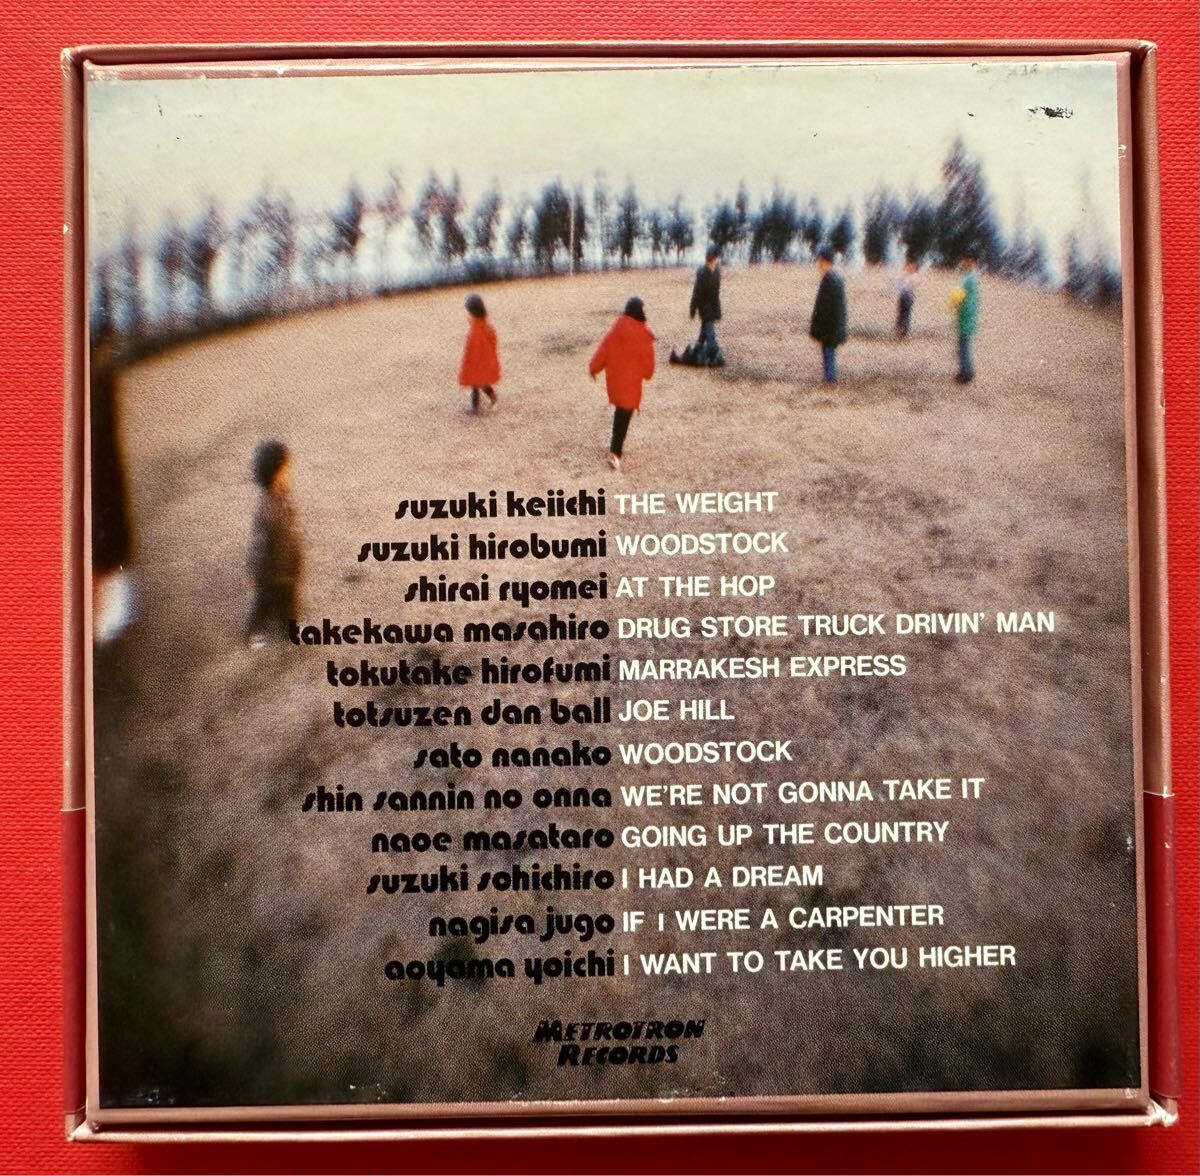 suzuki keiichi THE WEIGHT
suzuki hirobumi WOODSTOCK
shirai ryomei AT THE HOP
takekawa masahiro DRUG STORE TRUCK DRIVIN' MAN
tokutake hirofumi MARRAKESH EXPRESS
totsuzen dan ball JOE HILL
sato nanako WOODSTOCK
shin sannin no onna WE'RE NOT GONNA TAKE IT
naoe masataro GOING UP THE COUNTRY
suzuki sohichiro I HAD A DREAM
nagisa jugo IF I WERE A CARPENTER
aoyama yoichi I WANT TO TAKE YOU HIGHER
METROTRON
RECORDS